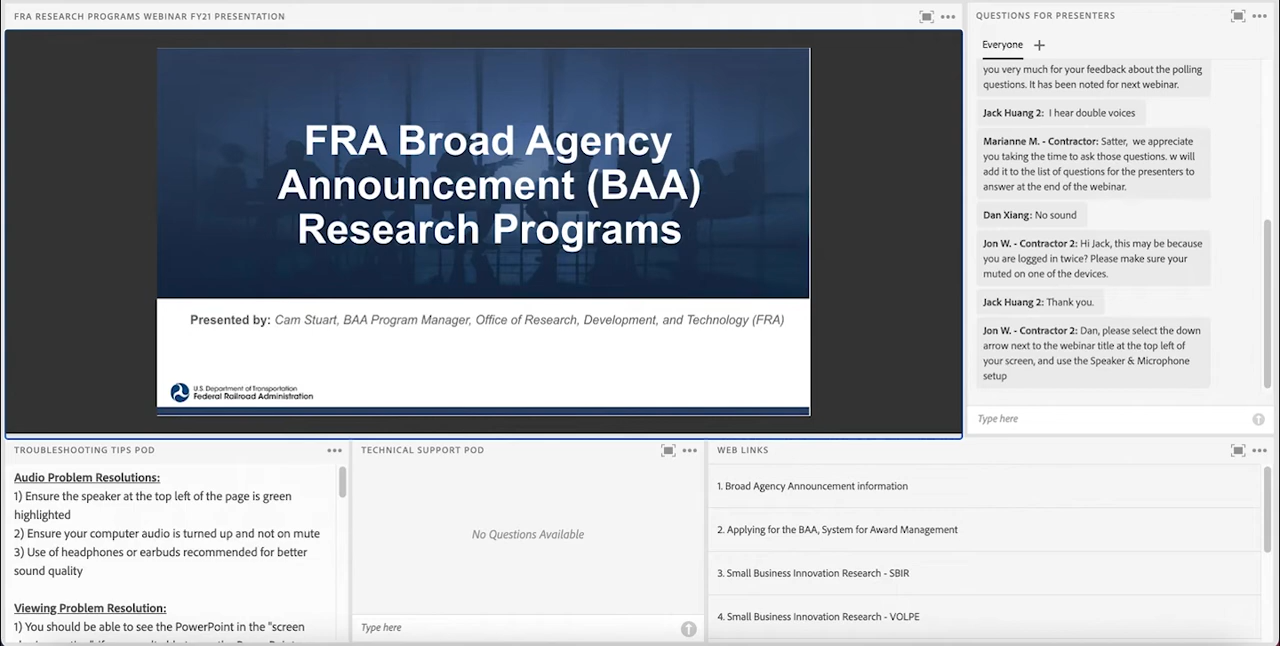 FRA RESEARCH PROGRAMS WEBINAR FY21 PRESENTATION
FRA Broad Agency
Announcement (BAA)
Research Programs
Presented by: Cam Stuart, BAA Program Manager, Office of Research, Development, and Technology (FRA)
U.S. Department of Transportation
Federal Railroad Administration
QUESTIONS FOR PRESENTERS
Everyone
you very much for your feedback about the polling
questions. It has been noted for next webinar.
Jack Huang 2: I hear double voices
Marianne M. - Contractor: Satter, we appreciate
you taking the time to ask those questions. w will
add it to the list of questions for the presenters to
answer at the end of the webinar.
Dan Xiang: No sound
Jon W. - Contractor 2: Hi Jack, this may be because
you are logged in twice? Please make sure your
muted on one of the devices.
Jack Huang 2: Thank you.
Jon W. - Contractor 2: Dan, please select the down
arrow next to the webinar title at the top left of
your screen, and use the Speaker & Microphone
setup
Type here
TROUBLESHOOTING TIPS POD
Audio Problem Resolutions:
1) Ensure the speaker at the top left of the page is green
highlighted
2) Ensure your computer audio is turned up and not on mute
3) Use of headphones or earbuds recommended for better
sound quality
Viewing Problem Resolution:
1) You should be able to see the PowerPoint in the "screen
TECHNICAL SUPPORT POD
No Questions Available
Type here
WEB LINKS
1. Broad Agency Announcement information
2. Applying for the BAA, System for Award Management
3. Small Business Innovation Research - SBIR
4. Small Business Innovation Research - VOLPE